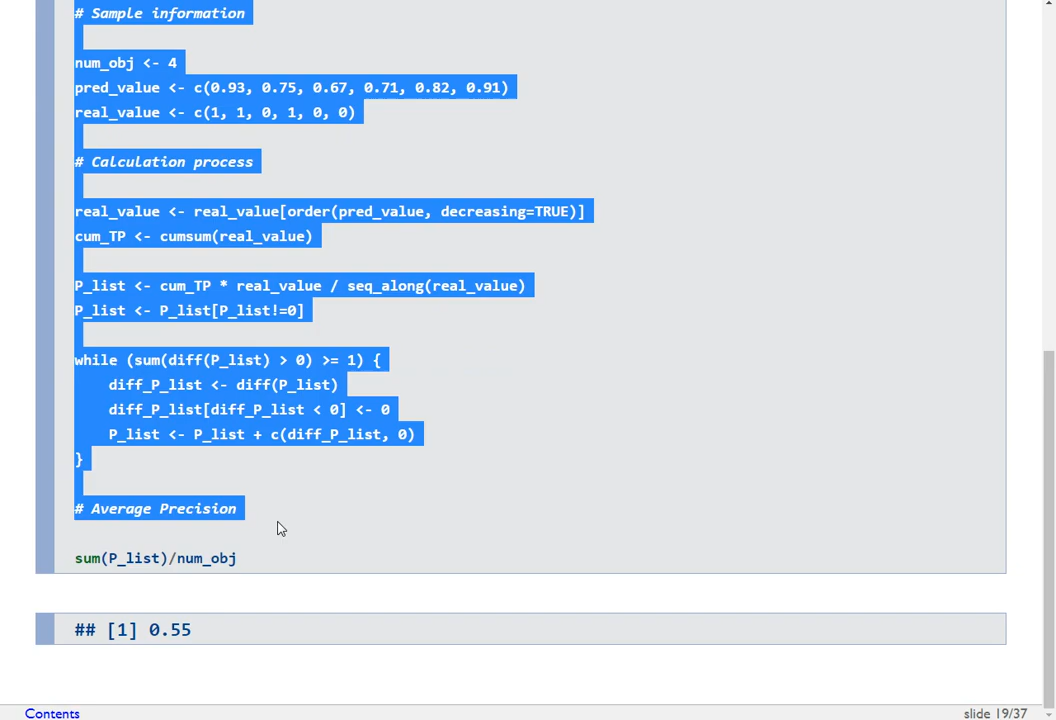 # Sample information
num_obj <- 4
pred_value <- c(0.93, 0.75, 0.67, 0.71, 0.82, 0.91)
real_value <- c(1, 1, 0, 1, 0, 0)
# Calculation process
real_value <- real_value[order(pred_value, decreasing=TRUE)]
cum_TP <- cumsum(real_value)
P_list <- cum_TP * real_value / seq_along(real_value)
P_list <- P_list[P_list!=0]
while (sum(diff(P_list) > 0) >= 1) {
    diff_P_list <- diff(P_list)
    diff_P_list[diff_P_list < 0] <- 0
    P_list <- P_list + c(diff_P_list, 0)
}
# Average Precision
sum(P_list)/num_obj
## [1] 0.55
Contents
slide 19/37